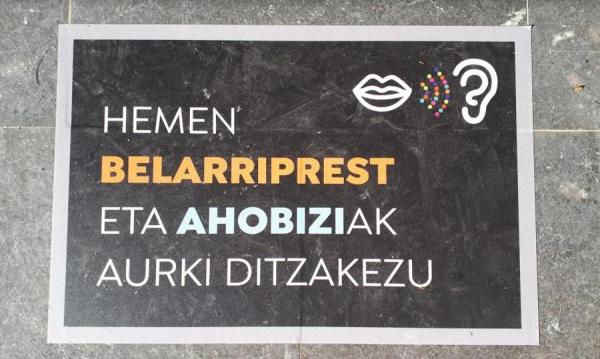 HEMEN
BELARRIPREST
ETA AHOBIZIAK
AURKI DITZAKEZU